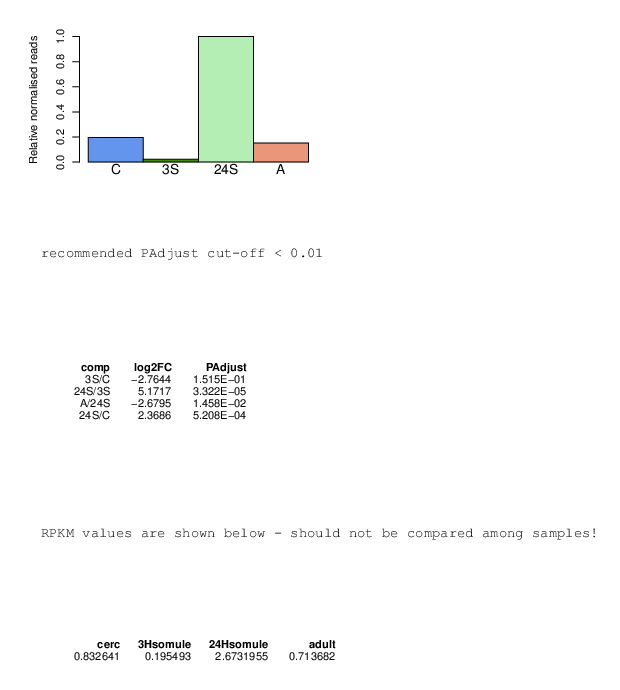 Relative normalised reads
1.0
0.8
0.6
0.4
0.2
0.0
C 3S 24S A
recommended PAdjust cut-off < 0.01
comp log2FC PAdjust
3S/C −2.7644 1.515E−01
24S/3S 5.1717 3.322E−05
A/24S −2.6795 1.458E−02
24S/C 2.3686 5.208E−04
RPKM values are shown below - should not be compared among samples!
cerc 3Hsomule 24Hsomule adult
0.832641 0.195493 2.6731955 0.713682